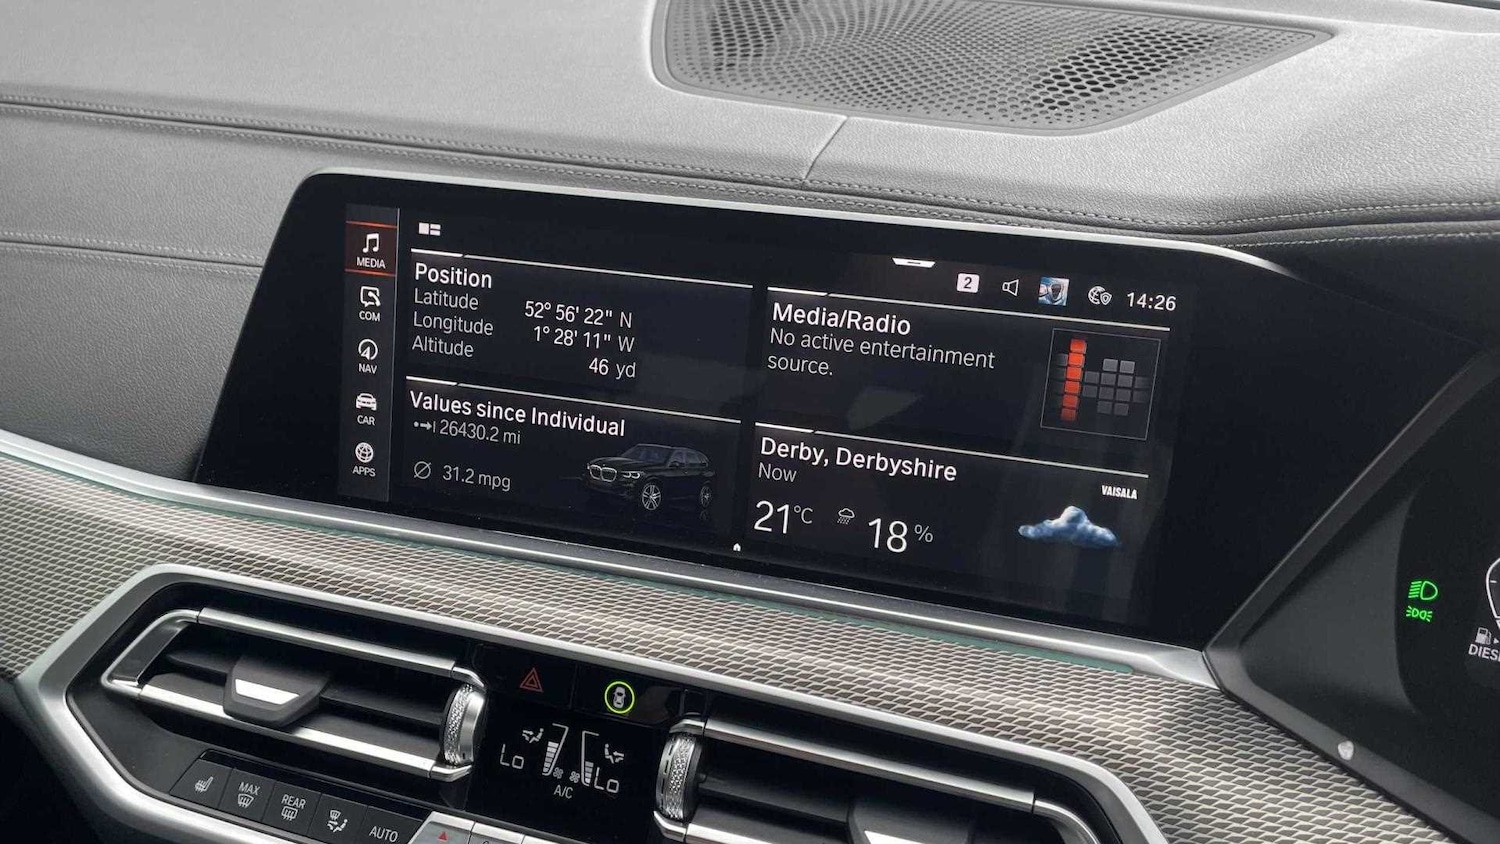 MEDIA
COM
NAV
CAR
APPS
Position
Latitude 52° 56' 22" N
Longitude 1° 28' 11" W
Altitude 46 yd
Values since Individual
26430.2 mi
31.2 mpg
2
14:26
Media/Radio
No active entertainment
source.
Derby, Derbyshire
Now
VAISALA
21°C 18%
DIES
Lo
Lo
A/C
MAX
REAR
AUTO